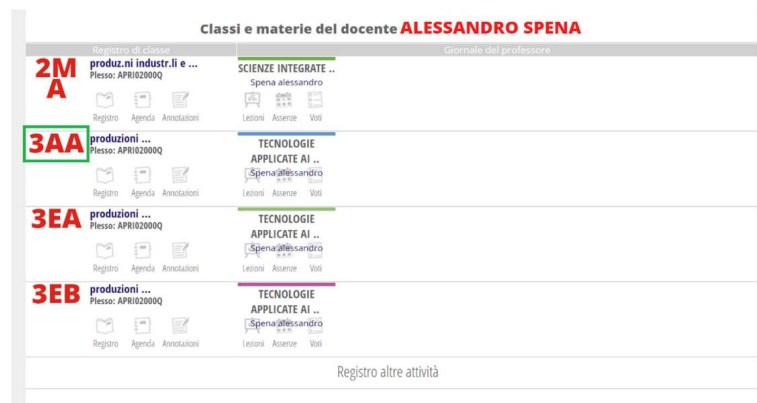 Classi e materie del docente ALESSANDRO SPENA
Registro di classe Giornale del professore
2M
A
produz.ni industr.li e ...
Plesso: APRI02000Q
Registro Agenda Annotazioni
SCIENZE INTEGRATE ..
Spena alessandro
Lezioni Assenze Voti
3AA
produzioni ...
Plesso: APRI02000Q
Registro Agenda Annotazioni
TECNOLOGIE
APPLICATE AI ..
Spena alessandro
Lezioni Assenze Voti
3EA
produzioni ...
Plesso: APRI02000Q
Registro Agenda Annotazioni
TECNOLOGIE
APPLICATE AI ..
Spena alessandro
Lezioni Assenze Voti
3EB
produzioni ...
Plesso: APRI02000Q
Registro Agenda Annotazioni
TECNOLOGIE
APPLICATE AI ..
Spena alessandro
Lezioni Assenze Voti
Registro altre attività